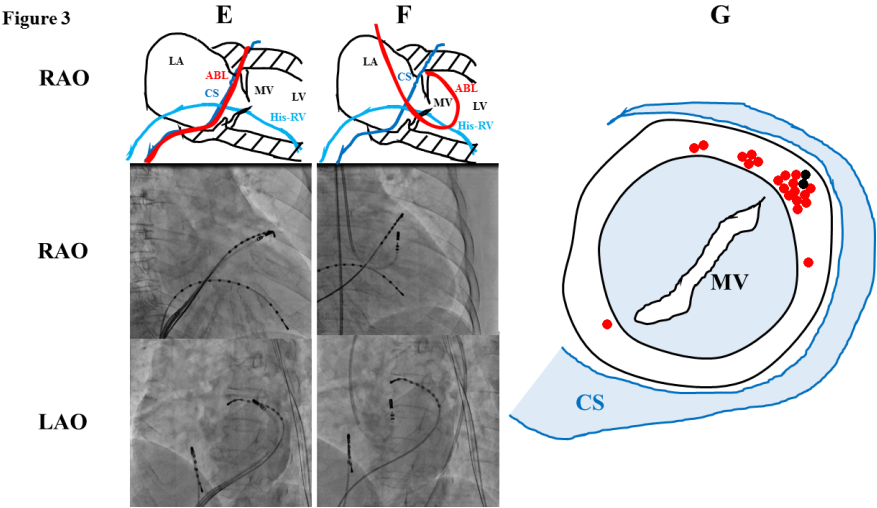 Figure 3
E
F
G
RAO
LA
ABL
CS
MV
LV
His-RV
LA
CS
ABL
MV
LV
His-RV
RAO
LAO
MV
CS